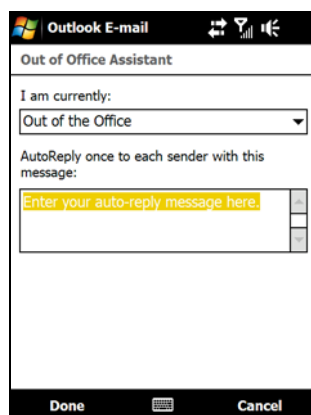 Outlook E-mail
Out of Office Assistant
I am currently:
Out of the Office
AutoReply once to each sender with this
message:
Enter your auto-reply message here.
Done Cancel